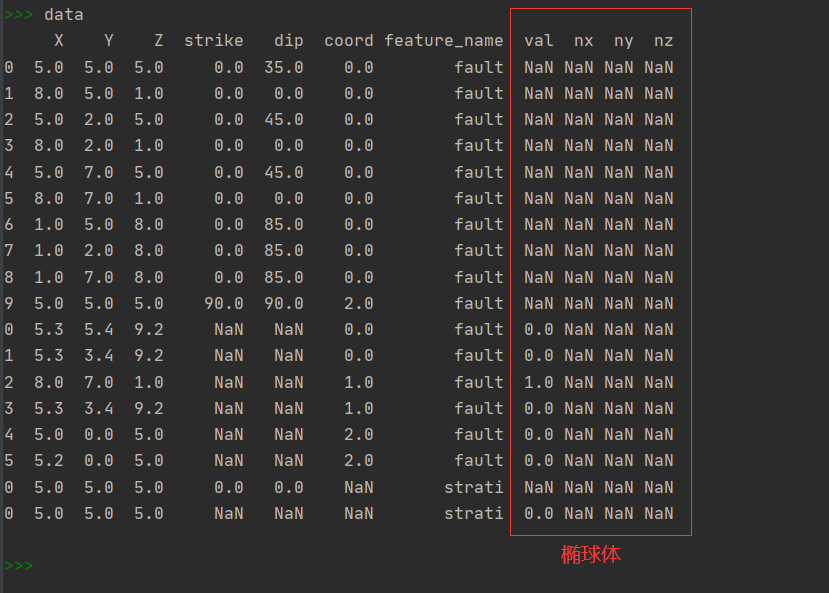 >>> data
X Y Z strike dip coord feature_name val nx ny nz
0 5.0 5.0 5.0 0.0 35.0 0.0 fault NaN NaN NaN NaN
1 8.0 5.0 1.0 0.0 0.0 0.0 fault NaN NaN NaN NaN
2 5.0 2.0 5.0 0.0 45.0 0.0 fault NaN NaN NaN NaN
3 8.0 2.0 1.0 0.0 0.0 0.0 fault NaN NaN NaN NaN
4 5.0 7.0 5.0 0.0 45.0 0.0 fault NaN NaN NaN NaN
5 8.0 7.0 1.0 0.0 0.0 0.0 fault NaN NaN NaN NaN
6 1.0 5.0 8.0 0.0 85.0 0.0 fault NaN NaN NaN NaN
7 1.0 2.0 8.0 0.0 85.0 0.0 fault NaN NaN NaN NaN
8 1.0 7.0 8.0 0.0 85.0 0.0 fault NaN NaN NaN NaN
9 5.0 5.0 5.0 90.0 90.0 2.0 fault NaN NaN NaN NaN
0 5.3 5.4 9.2 NaN NaN 0.0 fault 0.0 NaN NaN NaN
1 5.3 3.4 9.2 NaN NaN 0.0 fault 0.0 NaN NaN NaN
2 8.0 7.0 1.0 NaN NaN 1.0 fault 1.0 NaN NaN NaN
3 5.3 3.4 9.2 NaN NaN 1.0 fault 0.0 NaN NaN NaN
4 5.0 0.0 5.0 NaN NaN 2.0 fault 0.0 NaN NaN NaN
5 5.2 0.0 5.0 NaN NaN 2.0 fault 0.0 NaN NaN NaN
0 5.0 5.0 5.0 0.0 0.0 NaN strati NaN NaN NaN NaN
0 5.0 5.0 5.0 NaN NaN NaN strati 0.0 NaN NaN NaN
椭球体
>>>